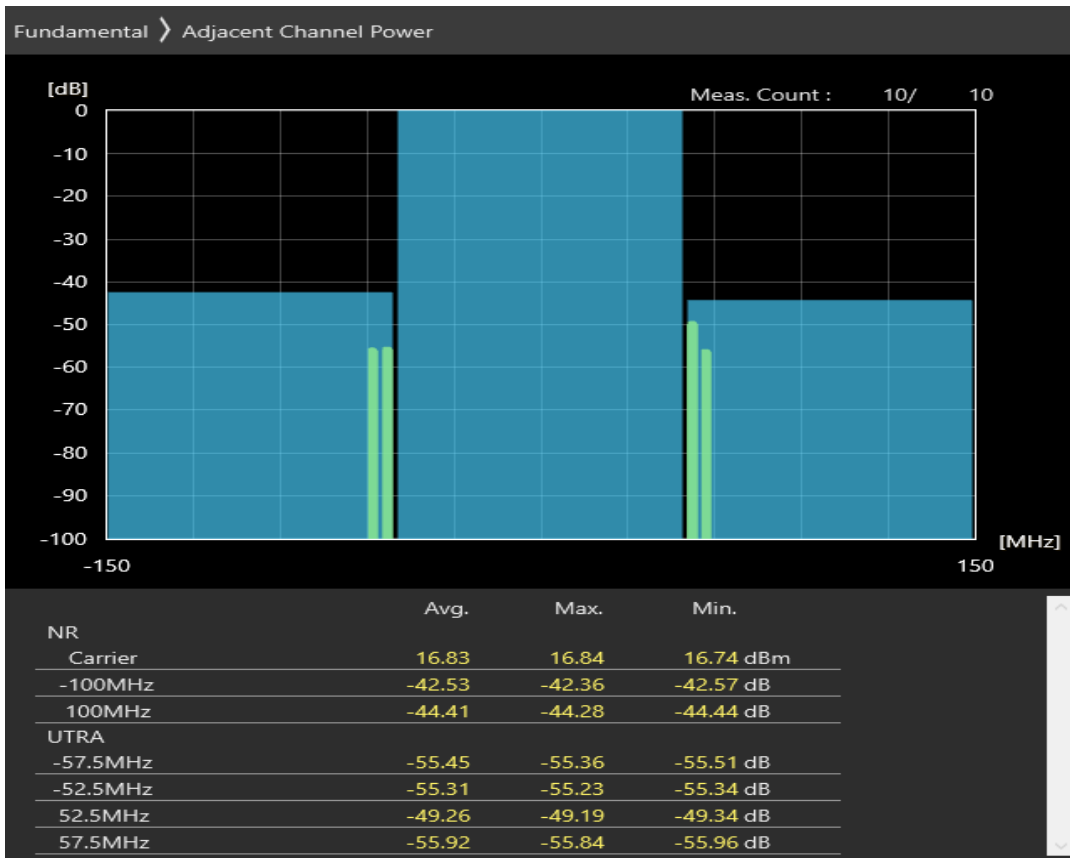 Fundamental 〉 Adjacent Channel Power
[dB]
Meas. Count : 10/ 10
0
-10
-20
-30
-40
-50
-60
-70
-80
-90
-100
[MHz]
-150 150
Avg. Max. Min.
NR
Carrier 16.83 16.84 16.74 dBm
-100MHz -42.53 -42.36 -42.57 dB
100MHz -44.41 -44.28 -44.44 dB
UTRA
-57.5MHz -55.45 -55.36 -55.51 dB
-52.5MHz -55.31 -55.23 -55.34 dB
52.5MHz -49.26 -49.19 -49.34 dB
57.5MHz -55.92 -55.84 -55.96 dB